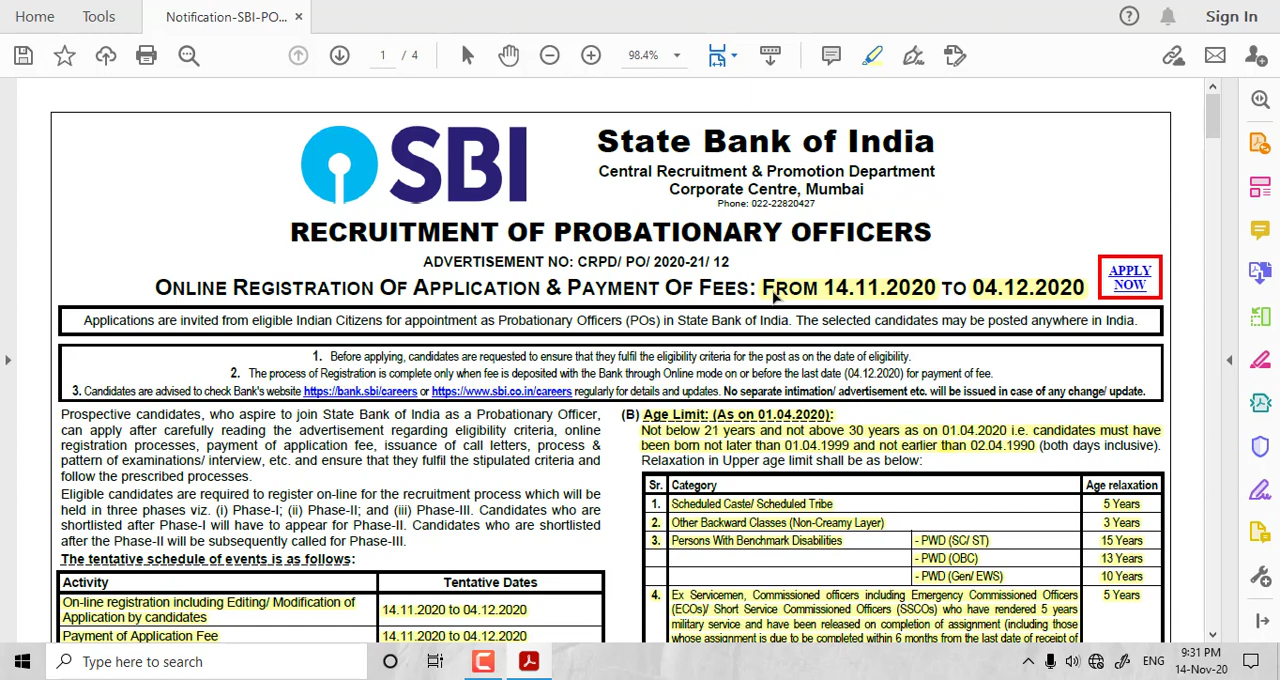 Home Tools Notification-SBI-PO... × Sign In
1 / 4 98.4%
SBI
State Bank of India
Central Recruitment & Promotion Department
Corporate Centre, Mumbai
Phone: 022-22820427
RECRUITMENT OF PROBATIONARY OFFICERS
ADVERTISEMENT NO: CRPD/ PO/ 2020-21/ 12
ONLINE REGISTRATION OF APPLICATION & PAYMENT OF FEES: FROM 14.11.2020 TO 04.12.2020
APPLY
NOW
Applications are invited from eligible Indian Citizens for appointment as Probationary Officers (POs) in State Bank of India. The selected candidates may be posted anywhere in India.
1. Before applying, candidates are requested to ensure that they fulfil the eligibility criteria for the post as on the date of eligibility.
2. The process of Registration is complete only when fee is deposited with the Bank through Online mode on or before the last date (04.12.2020) for payment of fee.
3. Candidates are advised to check Bank's website https://bank.sbi/careers or https://www.sbi.co.in/careers regularly for details and updates. No separate intimation/ advertisement etc. will be issued in case of any change/ update.
Prospective candidates, who aspire to join State Bank of India as a Probationary Officer,
can apply after carefully reading the advertisement regarding eligibility criteria, online
registration processes, payment of application fee, issuance of call letters, process &
pattern of examinations/ interview, etc. and ensure that they fulfil the stipulated criteria and
follow the prescribed processes.
Eligible candidates are required to register on-line for the recruitment process which will be
held in three phases viz. (i) Phase-I; (ii) Phase-II; and (iii) Phase-III. Candidates who are
shortlisted after Phase-I will have to appear for Phase-II. Candidates who are shortlisted
after the Phase-II will be subsequently called for Phase-III.
The tentative schedule of events is as follows:
Activity Tentative Dates
On-line registration including Editing/ Modification of
Application by candidates 14.11.2020 to 04.12.2020
Payment of Application Fee 14.11.2020 to 04.12.2020
(B) Age Limit: (As on 01.04.2020):
Not below 21 years and not above 30 years as on 01.04.2020 i.e. candidates must have
been born not later than 01.04.1999 and not earlier than 02.04.1990 (both days inclusive).
Relaxation in Upper age limit shall be as below:
Sr. Category Age relaxation
1. Scheduled Caste/ Scheduled Tribe 5 Years
2. Other Backward Classes (Non-Creamy Layer) 3 Years
3. Persons With Benchmark Disabilities - PWD (SC/ ST) 15 Years
- PWD (OBC) 13 Years
- PWD (Gen/ EWS) 10 Years
4. Ex Servicemen, Commissioned officers including Emergency Commissioned Officers 5 Years
(ECOs)/ Short Service Commissioned Officers (SSCOs) who have rendered 5 years
military service and have been released on completion of assignment (including those
whose assignment is due to be completed within 6 months from the last date of receipt of
Type here to search ENG 9:31 PM
14-Nov-20